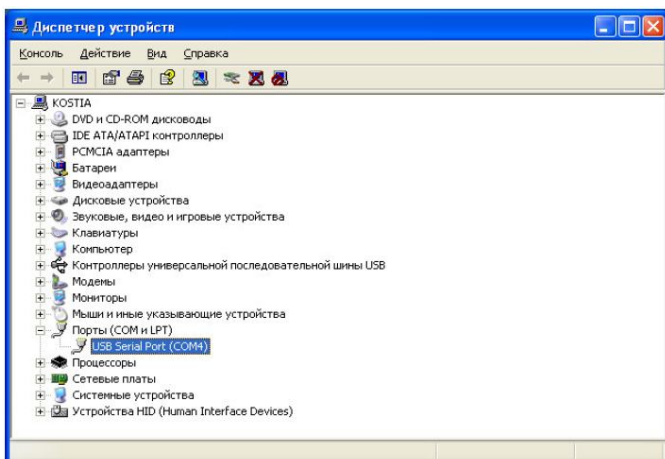 Диспетчер устройств
Консоль Действие Вид Справка
KOSTIA
DVD и CD-ROM дисководы
IDE ATA/ATAPI контроллеры
PCMCIA адаптеры
Батареи
Видеоадаптеры
Дисковые устройства
Звуковые, видео и игровые устройства
Клавиатуры
Компьютер
Контроллеры универсальной последовательной шины USB
Модемы
Мониторы
Мыши и иные указывающие устройства
Порты (COM и LPT)
USB Serial Port (COM4)
Процессоры
Сетевые платы
Системные устройства
Устройства HID (Human Interface Devices)